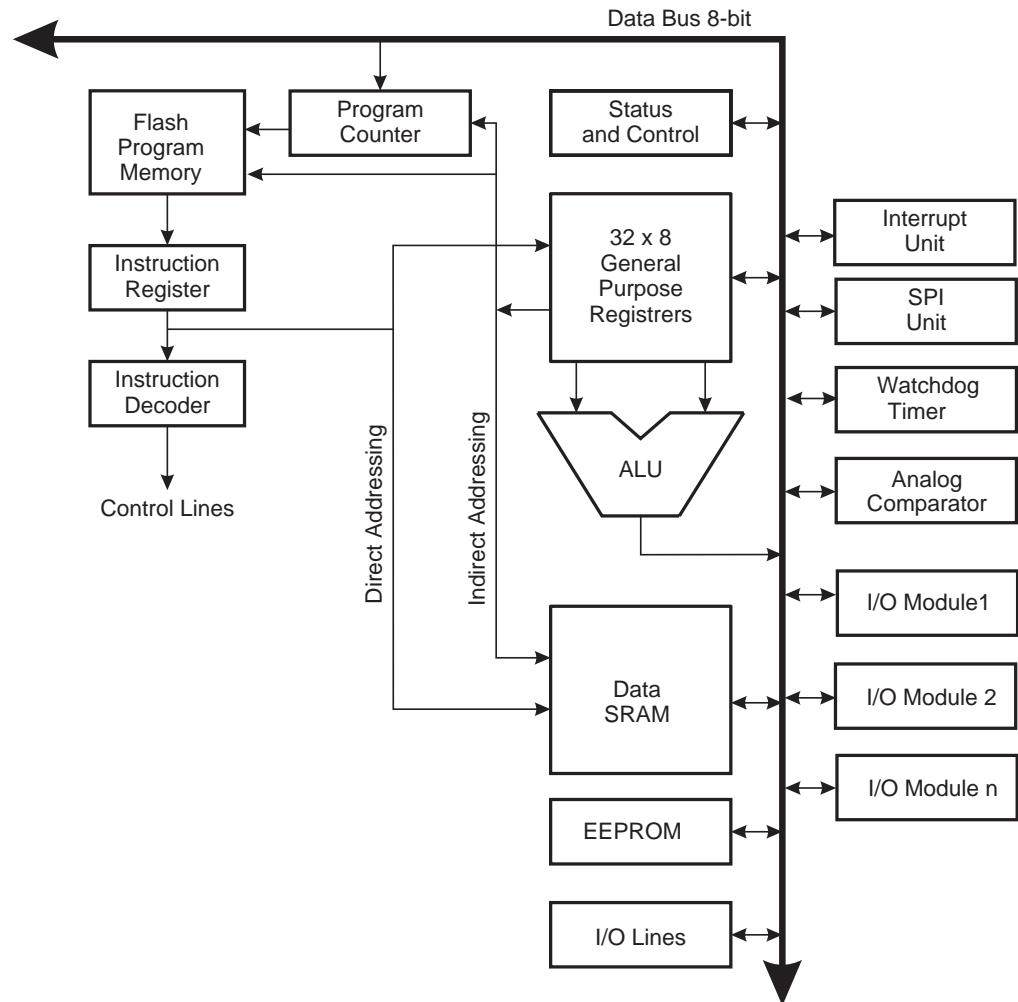 Data Bus 8-bit
Flash
Program
Memory
Program
Counter
Status
and Control
32 x 8
General
Purpose
Registrers
Interrupt
Unit
Instruction
Register
SPI
Unit
Instruction
Decoder
Watchdog
Timer
Control Lines
Direct Addressing
Indirect Addressing
ALU
Analog
Comparator
I/O Module1
Data
SRAM
I/O Module 2
I/O Module n
EEPROM
I/O Lines